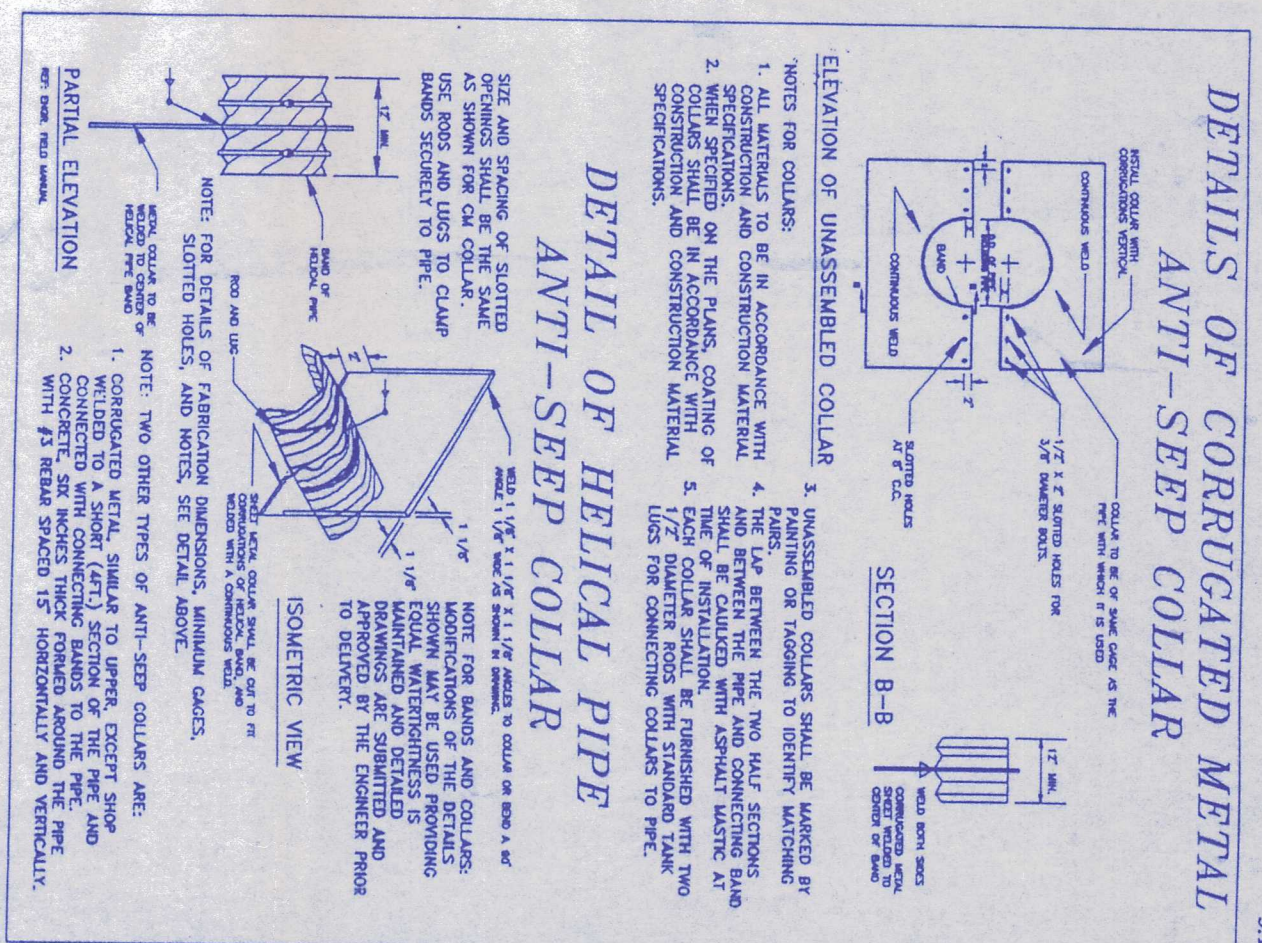 DETAILS OF CORRUGATED METAL
ANTI-SEEP COLLAR
INSTALL COLLAR WITH
CORRUGATIONS VERTICAL
CONTINUOUS WELD
COLLAR TO BE OF SAME GAGE AS THE
PIPE WITH WHICH IT IS USED
1/2" X 2" SLOTTED HOLES FOR
3/8" DIAMETER BOLTS.
BAND
CONTINUOUS WELD
2"
SLOTTED HOLES
AT 8" C.C.
B
B
ELEVATION OF UNASSEMBLED COLLAR
SECTION B-B
12" MIN.
WELD BOTH SIDES
CORRUGATED METAL
SHEET WELDED TO
CENTER OF BAND
NOTES FOR COLLARS:
1. ALL MATERIALS TO BE IN ACCORDANCE WITH
CONSTRUCTION AND CONSTRUCTION MATERIAL
SPECIFICATIONS.
2. WHEN SPECIFIED ON THE PLANS, COATING OF
COLLARS SHALL BE IN ACCORDANCE WITH
CONSTRUCTION AND CONSTRUCTION MATERIAL
SPECIFICATIONS.
3. UNASSEMBLED COLLARS SHALL BE MARKED BY
PAINTING OR TAGGING TO IDENTIFY MATCHING
PAIRS.
4. THE LAP BETWEEN THE TWO HALF SECTIONS
AND BETWEEN THE PIPE AND CONNECTING BAND
SHALL BE CAULKED WITH ASPHALT MASTIC AT
TIME OF INSTALLATION.
5. EACH COLLAR SHALL BE FURNISHED WITH TWO
1/2" DIAMETER RODS WITH STANDARD TANK
LUGS FOR CONNECTING COLLARS TO PIPE.
DETAIL OF HELICAL PIPE
ANTI-SEEP COLLAR
SIZE AND SPACING OF SLOTTED
OPENINGS SHALL BE THE SAME
AS SHOWN FOR CM COLLAR.
USE RODS AND LUGS TO CLAMP
BANDS SECURELY TO PIPE.
12" MIN.
BAND OF
HELICAL PIPE
METAL COLLAR TO BE
WELDED TO CENTER OF
HELICAL PIPE BAND
PARTIAL ELEVATION
REF: ENGR. FIELD MANUAL
WELD 1 1/8" X 1 1/8" X 1 1/8" ANGLES TO COLLAR OR BEND A 90°
ANGLE 1 1/8" WIDE AS SHOWN IN DRAWING.
2"
1 1/8"
1 1/8"
ROD AND LUG
SHEET METAL COLLAR SHALL BE CUT TO FIT
CORRUGATIONS OF HELICAL BAND, AND
WELDED WITH A CONTINUOUS WELD.
NOTE FOR BANDS AND COLLARS:
MODIFICATIONS OF THE DETAILS
SHOWN MAY BE USED PROVIDING
EQUAL WATERTIGHTNESS IS
MAINTAINED AND DETAILED
DRAWINGS ARE SUBMITTED AND
APPROVED BY THE ENGINEER PRIOR
TO DELIVERY.
ISOMETRIC VIEW
NOTE: FOR DETAILS OF FABRICATION DIMENSIONS, MINIMUM GAGES,
SLOTTED HOLES, AND NOTES, SEE DETAIL ABOVE.
NOTE: TWO OTHER TYPES OF ANTI-SEEP COLLARS ARE:
1. CORRUGATED METAL, SIMILAR TO UPPER, EXCEPT SHOP
WELDED TO A SHORT (4FT.) SECTION OF THE PIPE AND
CONNECTED WITH CONNECTING BANDS TO THE PIPE.
2. CONCRETE, SIX INCHES THICK FORMED AROUND THE PIPE
WITH #3 REBAR SPACED 15" HORIZONTALLY AND VERTICALLY.